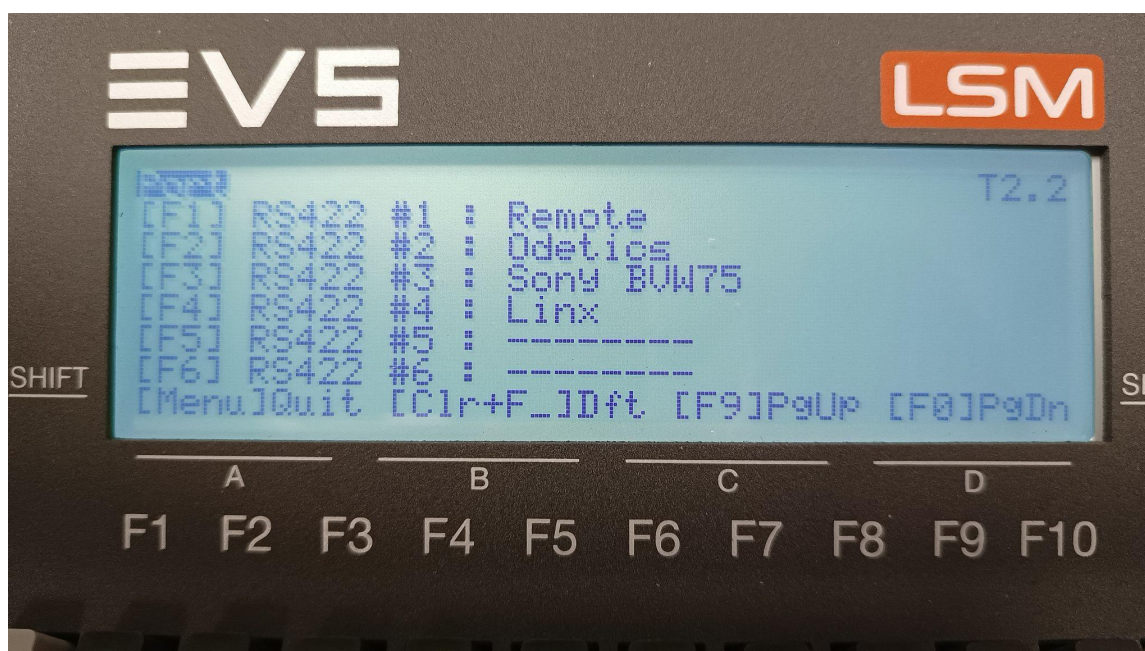 EVS
LSM
T2.2
[F1] RS422 #1 : Remote
[F2] RS422 #2 : Odetics
[F3] RS422 #3 : Sony BVW75
[F4] RS422 #4 : Linx
[F5] RS422 #5 : --------
[F6] RS422 #6 : --------
[Menu]Quit [Clr+F_]Dft [F9]PgUp [F0]PgDn
SHIFT
A B C D
F1 F2 F3 F4 F5 F6 F7 F8 F9 F10